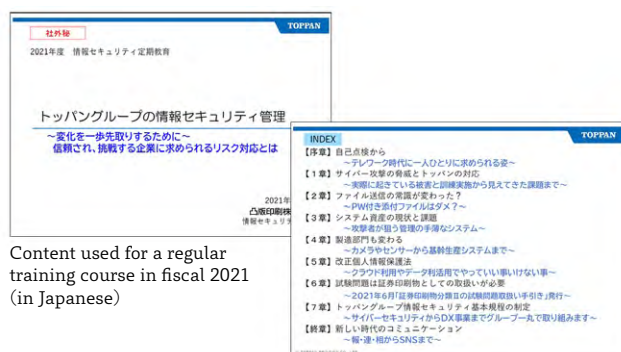 TOPPAN
社外秘
2021年度 情報セキュリティ定期教育
トッパングループの情報セキュリティ管理
～変化を一歩先取りするために～
信頼され、挑戦する企業に求められるリスク対応とは
2021年
凸版印刷株
情報セキュリ
Content used for a regular
training course in fiscal 2021
(in Japanese)
TOPPAN
INDEX
【序章】自己点検から
～テレワーク時代に一人ひとりに求められる姿～
【1章】サイバー攻撃の脅威とトッパンの対応
～実際に起きている被害と訓練実施から見えてきた課題まで～
【2章】ファイル送信の常識が変わった？
～PW付き添付ファイルはダメ？～
【3章】システム資産の現状と課題
～攻撃者が狙う管理の手薄なシステム～
【4章】製造部門も変わる
～カメラやセンサーから基幹生産システムまで～
【5章】改正個人情報保護法
～クラウド利用やデータ利活用でやっていい事いけない事～
【6章】試験問題は証券印刷物としての取扱いが必要
～2021年6月「証券印刷物分類Ⅱの試験問題取扱い手引き」発行～
【7章】トッパングループ情報セキュリティ基本規程の制定
～サイバーセキュリティからDX事業までグループ一丸で取り組みます～
【終章】新しい時代のコミュニケーション
～報・連・相からSNSまで～